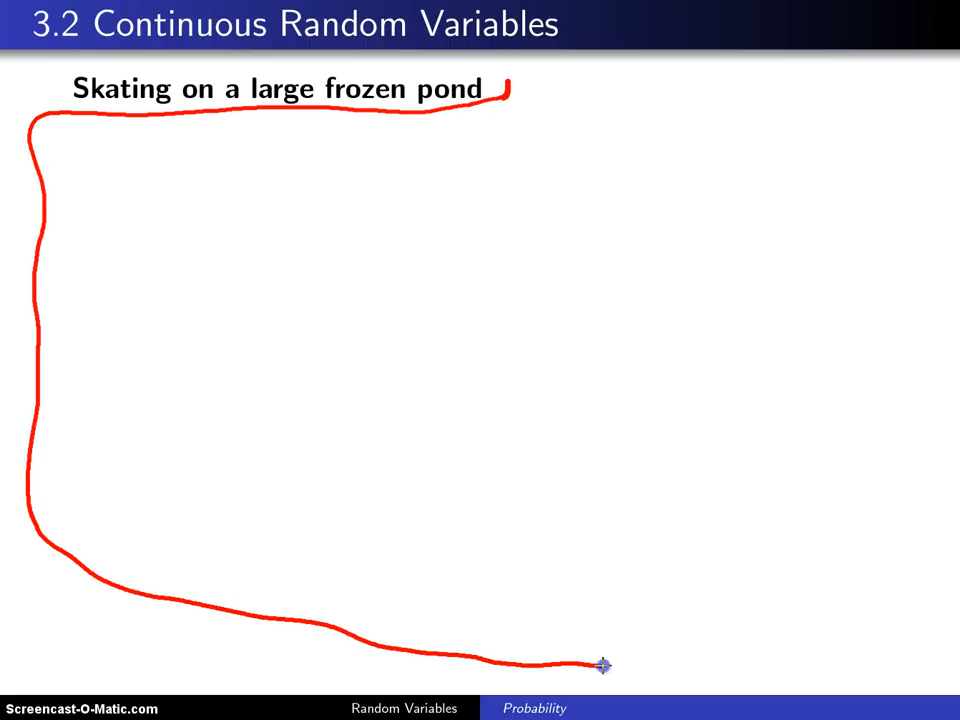 3.2 Continuous Random Variables
Skating on a large frozen pond
Screencast-O-Matic.com
Random Variables
Probability